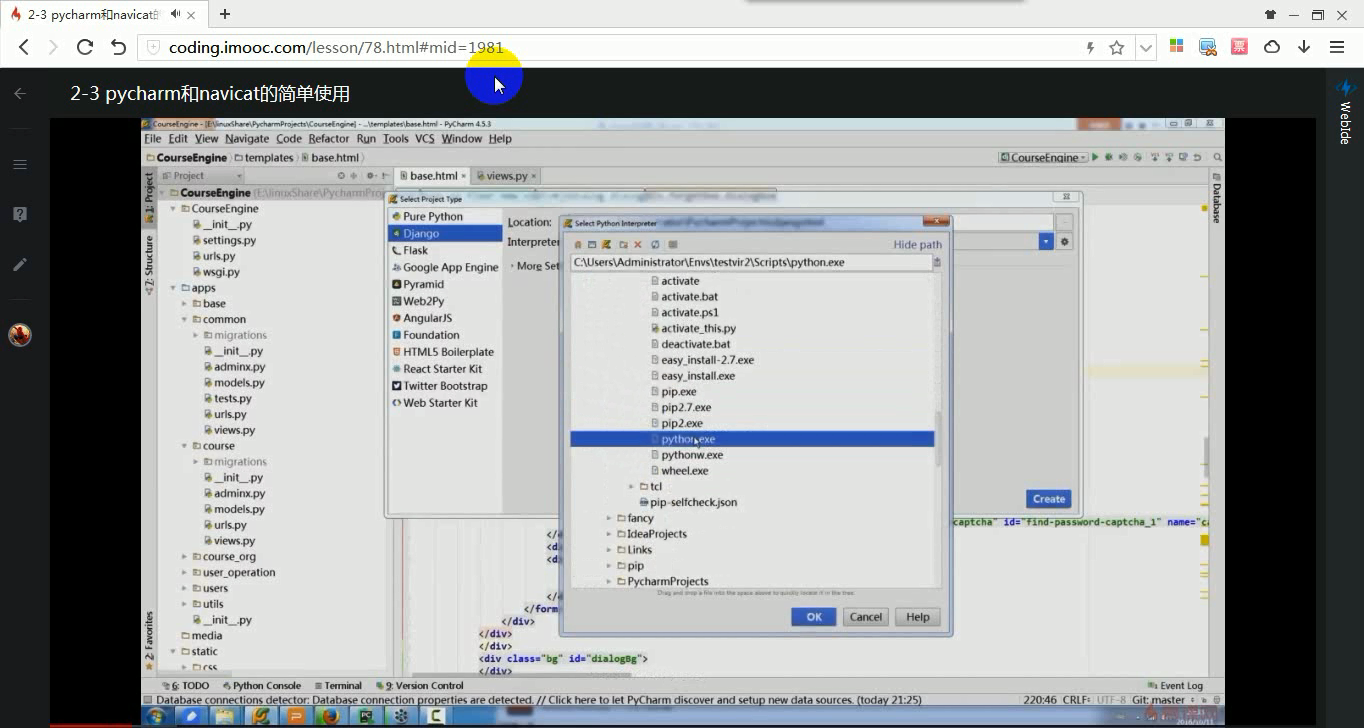 2-3 pycharm和navicat
coding.imooc.com/lesson/78.html#mid=1981
票
2-3 pycharm和navicat的简单使用
WebIde
CourseEngine - [E:\linuxShare\PycharmProjects\CourseEngine] - ...\templates\base.html - PyCharm 4.5.3
File Edit View Navigate Code Refactor Run Tools VCS Window Help
CourseEngine templates base.html
CourseEngine
Project
base.html
views.py
1: Project
Z: Structure
2: Favorites
Database
CourseEngine (E:\linuxShare\PycharmProj
CourseEngine
__init__.py
settings.py
urls.py
wsgi.py
apps
base
common
migrations
__init__.py
adminx.py
models.py
tests.py
urls.py
views.py
course
migrations
__init__.py
adminx.py
models.py
urls.py
views.py
course_org
user_operation
users
utils
__init__.py
media
static
css
Select Project Type
Pure Python
Django
Flask
Google App Engine
Pyramid
Web2Py
AngularJS
Foundation
HTML5 Boilerplate
React Starter Kit
Twitter Bootstrap
Web Starter Kit
Location:
Interpreter
More Set
Create
Select Python Interpreter
Hide path
C:\Users\Administrator\Envs\testvir2\Scripts\python.exe
activate
activate.bat
activate.ps1
activate_this.py
deactivate.bat
easy_install-2.7.exe
easy_install.exe
pip.exe
pip2.7.exe
pip2.exe
python.exe
pythonw.exe
wheel.exe
tcl
pip-selfcheck.json
fancy
IdeaProjects
Links
pip
PycharmProjects
Drag and drop a file into the space above to quickly locate it in the tree.
OK Cancel Help
captcha" id="find-password-captcha_1" name="ca
</
<d
<d
</
</form
</div>
</div>
</div>
<div class="bg" id="dialogBg">
</div>
6: TODO Python Console Terminal 9: Version Control Event Log
Database connections detector: Database connection properties are detected. // Click here to let PyCharm discover and setup new data sources. (today 21:25) 220:46 CRLF: UTF-8 Git: master